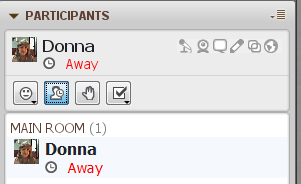 PARTICIPANTS
Donna
Away
MAIN ROOM (1)
Donna
Away